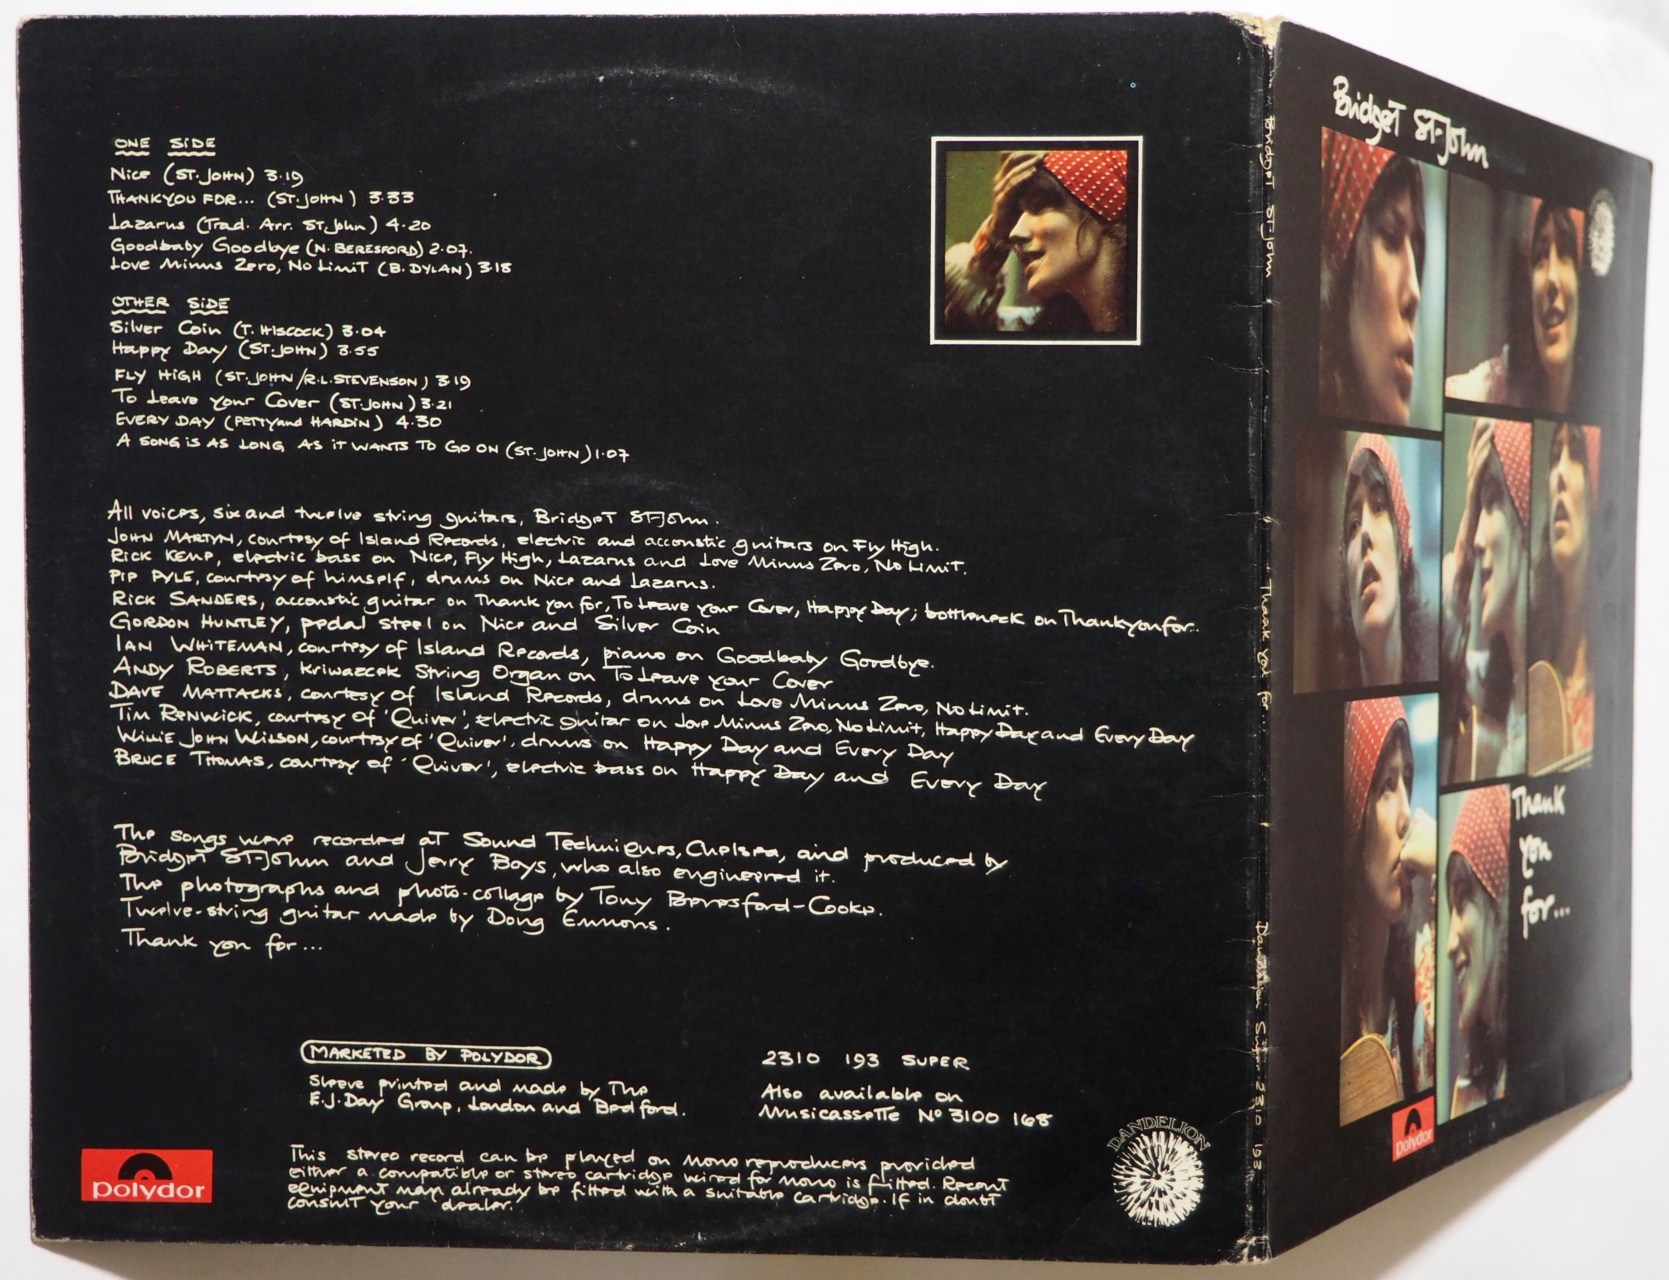 ONE SIDE
Nice (ST. JOHN) 3·19
THANKYOU FOR... (ST. JOHN) 3·33
Lazarus (Trad. Arr. St John) 4·20
Goodbaby Goodbye (N. BERESFORD) 2·07.
Love Minus Zero, No Limit (B. DYLAN) 3·18
OTHER SIDE
Silver Coin (T. HISCOCK) 3·04
Happy Day (ST. JOHN) 3·55
FLY HIGH (ST. JOHN/R.L. STEVENSON) 3·19
To Leave your Cover (ST. JOHN) 3·21
EVERY DAY (PETTY and HARDIN) 4·30
A SONG IS AS LONG AS IT WANTS TO GO ON (ST. JOHN) 1·07
All voices, six and twelve string guitars, Bridget St-John.
JOHN MARTYN, courtesy of Island Records, electric and accoustic guitars on Fly High.
RICK KEMP, electric bass on Nice, Fly High, Lazarus and Love Minus Zero, No Limit.
PIP PYLE, courtesy of himself, drums on Nice and Lazarus.
RICK SANDERS, accoustic guitar on Thank you for, To Leave your Cover, Happy Day; bottleneck on Thankyou for...
GORDON HUNTLEY, pedal steel on Nice and Silver Coin
IAN WHITEMAN, courtesy of Island Records, piano on Goodbaby Goodbye.
ANDY ROBERTS, Kriwaczek String Organ on To Leave your Cover
DAVE MATTACKS, courtesy of Island Records, drums on Love Minus Zero, No Limit.
TIM RENWICK, courtesy of 'Quiver', electric guitar on Love Minus Zero, No Limit, Happy Day and Every Day
WILLIE JOHN WILSON, courtesy of 'Quiver', drums on Happy Day and Every Day
BRUCE THOMAS, courtesy of 'Quiver', electric bass on Happy Day and Every Day
The songs were recorded at Sound Techniques, Chelsea, and produced by
Bridget St-John and Jerry Boys, who also engineered it.
The photographs and photo-collage by Tony Beresford-Cooke.
Twelve-string guitar made by Doug Emmons.
Thank you for...
MARKETED BY POLYDOR
Sleeve printed and made by The
E.J. Day Group, London and Bedford.
2310 193 SUPER
Also available on
Musicassette No 3100 168
This stereo record can be played on mono reproducers provided
either a compatible or stereo cartridge wired for mono is fitted. Recent
equipment may already be fitted with a suitable cartridge. If in doubt
consult your dealer.
polydor
DANDELION
Bridget St-John
Thank you for...
Dandelion Super 2310 193
Bridget St-John
Thank
you
for...
polydor